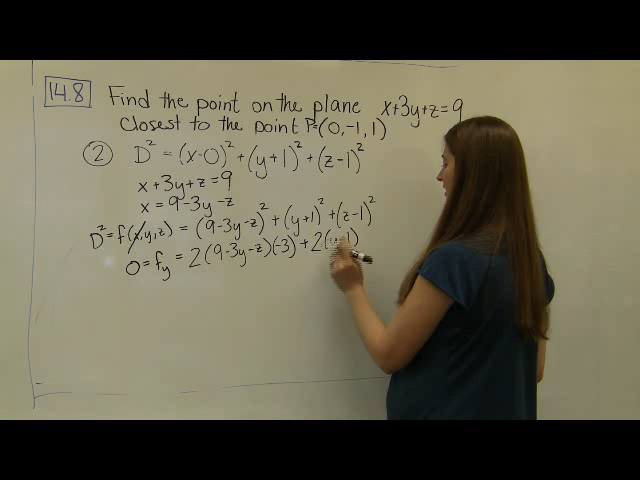 14.8 Find the point on the plane x+3y+z=9
closest to the point P=(0,-1,1)
② D² = (x-0)² + (y+1)² + (z-1)²
x+3y+z=9
x = 9-3y-z
D² = f(x,y,z) = (9-3y-z)² + (y+1)² + (z-1)²
0 = f_y = 2(9-3y-z)(-3) + 2(